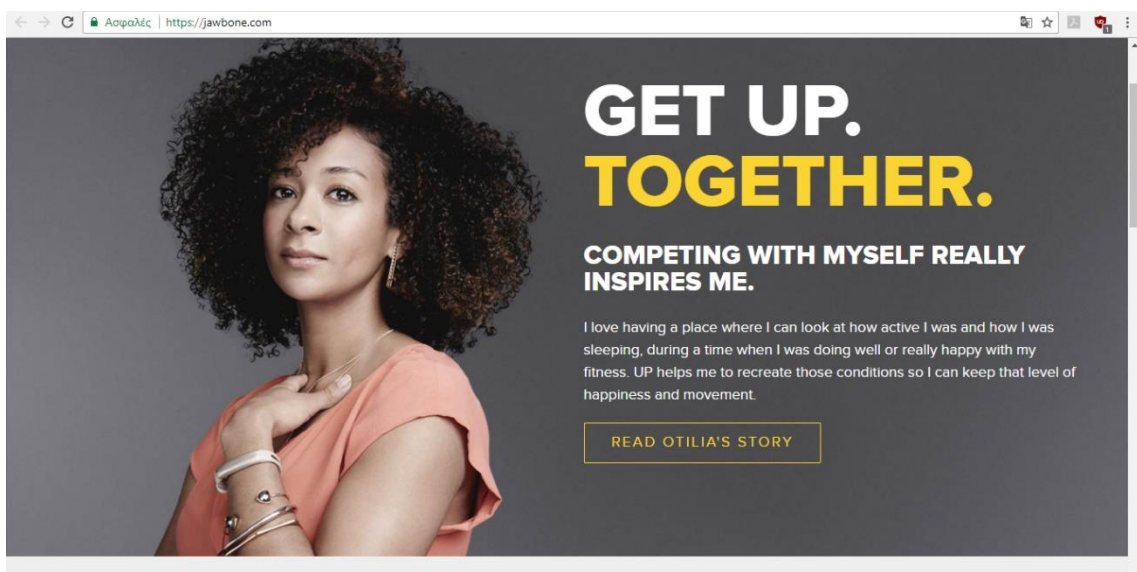 Ασφαλές | https://jawbone.com
1
GET UP.
TOGETHER.
COMPETING WITH MYSELF REALLY
INSPIRES ME.
I love having a place where I can look at how active I was and how I was
sleeping, during a time when I was doing well or really happy with my
fitness. UP helps me to recreate those conditions so I can keep that level of
happiness and movement.
READ OTILIA'S STORY